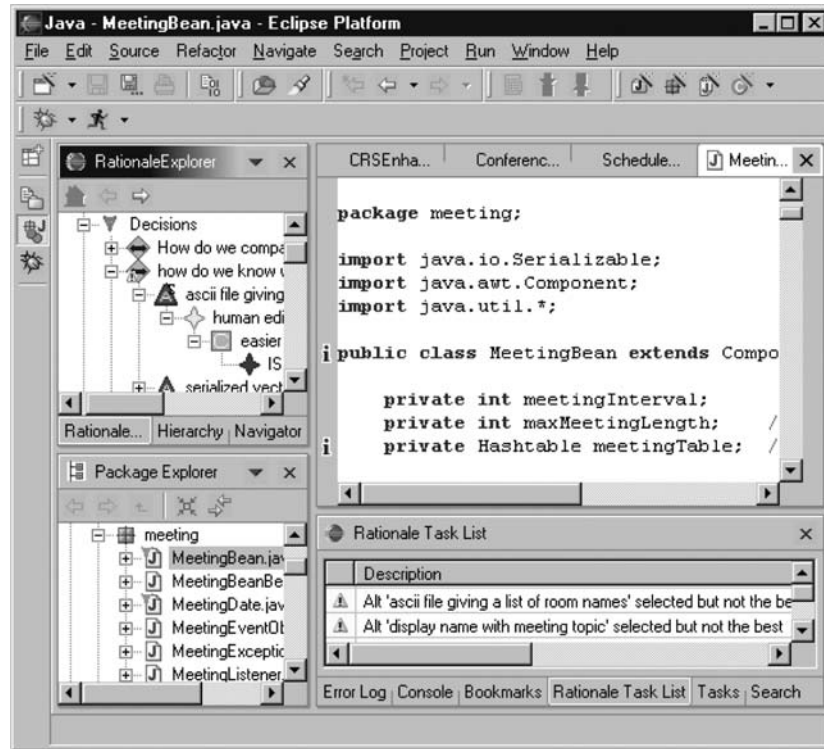 Java - MeetingBean.java - Eclipse Platform
File Edit Source Refactor Navigate Search Project Run Window Help
RationaleExplorer
Decisions
How do we compa
how do we know u
ascii file giving
human edi
easier
IS
serialized vect
Rationale... Hierarchy Navigator
CRSEnha... Conferenc... Schedule... Meetin...
package meeting;
import java.io.Serializable;
import java.awt.Component;
import java.util.*;
public class MeetingBean extends Compo
private int meetingInterval;
private int maxMeetingLength; /
private Hashtable meetingTable; /
Package Explorer
meeting
MeetingBean.jav
MeetingBeanBe
MeetingDate.jav
MeetingEventOb
MeetingExceptic
MeetingListener.
Rationale Task List
Description
Alt 'ascii file giving a list of room names' selected but not the be
Alt 'display name with meeting topic' selected but not the best
Error Log Console Bookmarks Rationale Task List Tasks Search